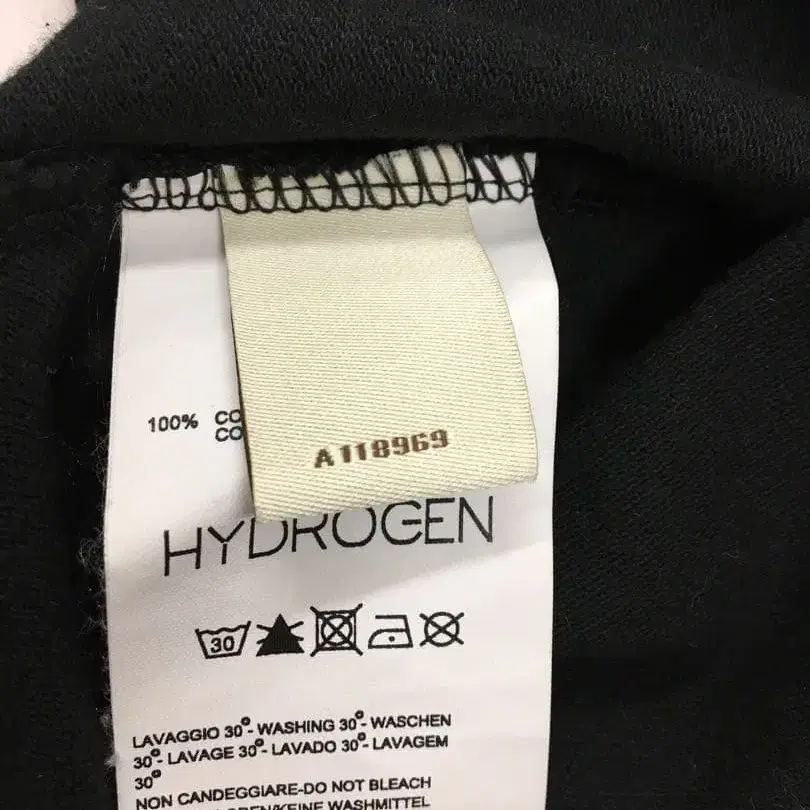 100% CO
CO
A118969
HYDROGEN
30
LAVAGGIO 30°- WASHING 30°- WASCHEN
30°- LAVAGE 30°- LAVADO 30°- LAVAGEM
30°
NON CANDEGGIARE-DO NOT BLEACH
WASHMITTEL